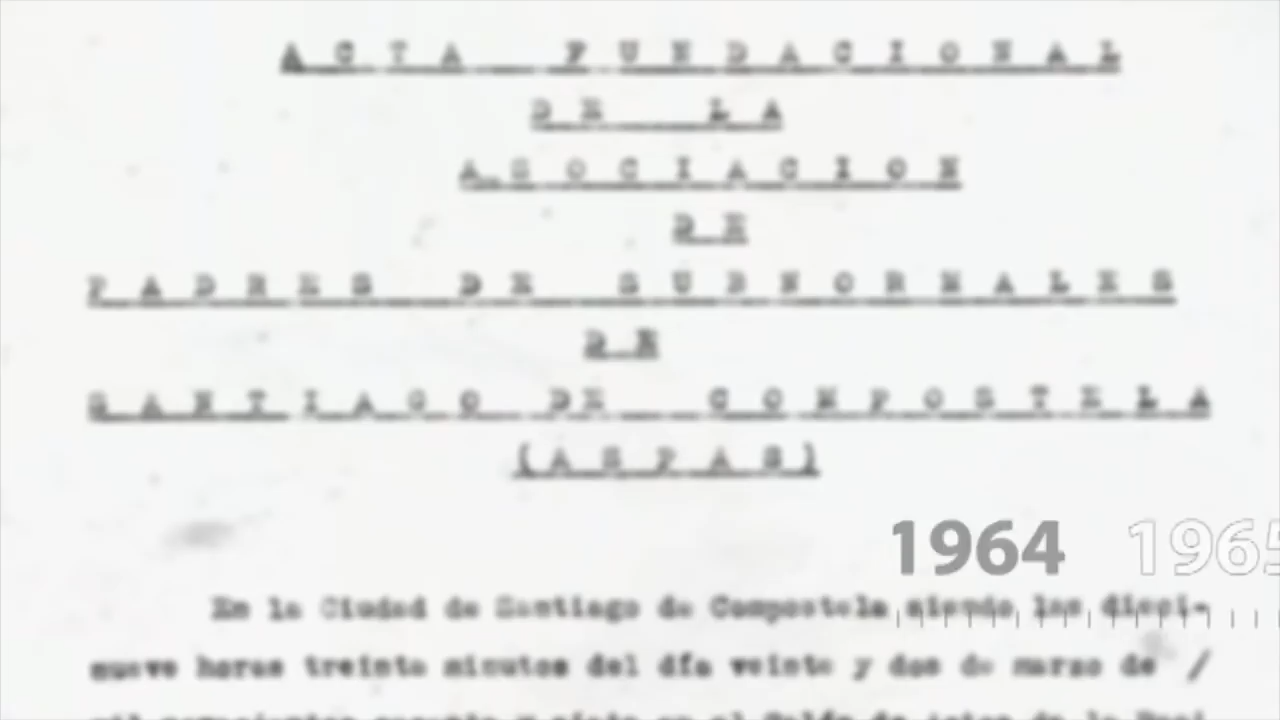 ACTA FUNDACIONAL
DE LA
ASOCIACION
DE
PADRES DE SUBNORMALES
DE
SANTIAGO DE COMPOSTELA
(ASPAS)
1964 1965
En la Ciudad de Santiago de Compostela siendo las dieci-
nueve horas treinta minutos del día veinte y dos de marzo de /